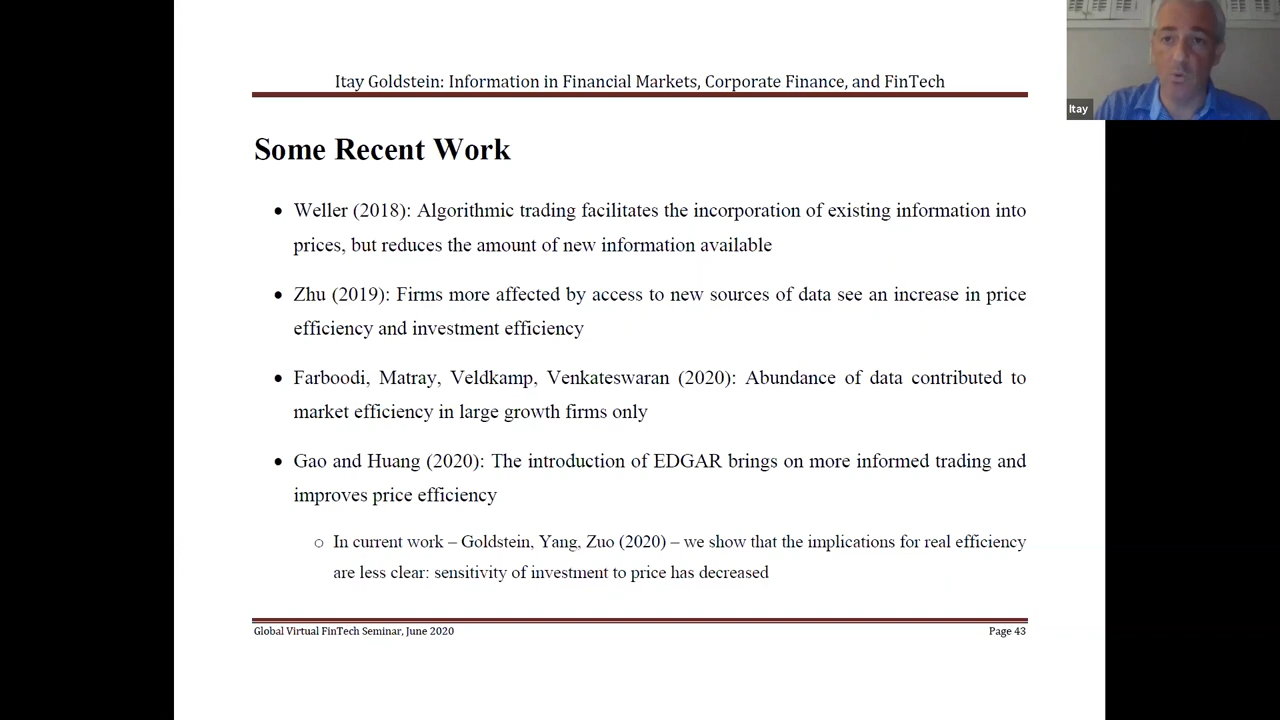 Itay Goldstein: Information in Financial Markets, Corporate Finance, and FinTech
Itay
Some Recent Work
• Weller (2018): Algorithmic trading facilitates the incorporation of existing information into
prices, but reduces the amount of new information available
• Zhu (2019): Firms more affected by access to new sources of data see an increase in price
efficiency and investment efficiency
• Farboodi, Matray, Veldkamp, Venkateswaran (2020): Abundance of data contributed to
market efficiency in large growth firms only
• Gao and Huang (2020): The introduction of EDGAR brings on more informed trading and
improves price efficiency
○ In current work – Goldstein, Yang, Zuo (2020) – we show that the implications for real efficiency
are less clear: sensitivity of investment to price has decreased
Global Virtual FinTech Seminar, June 2020
Page 43